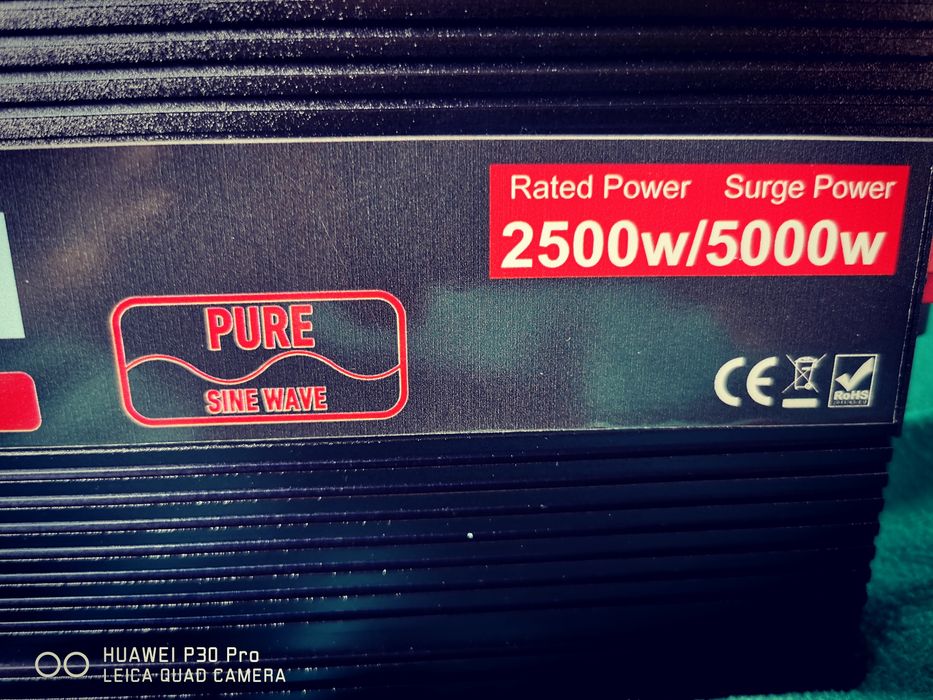 Rated Power Surge Power
2500w/5000w
PURE
SINE WAVE
CE
RoHS
HUAWEI P30 Pro
LEICA QUAD CAMERA